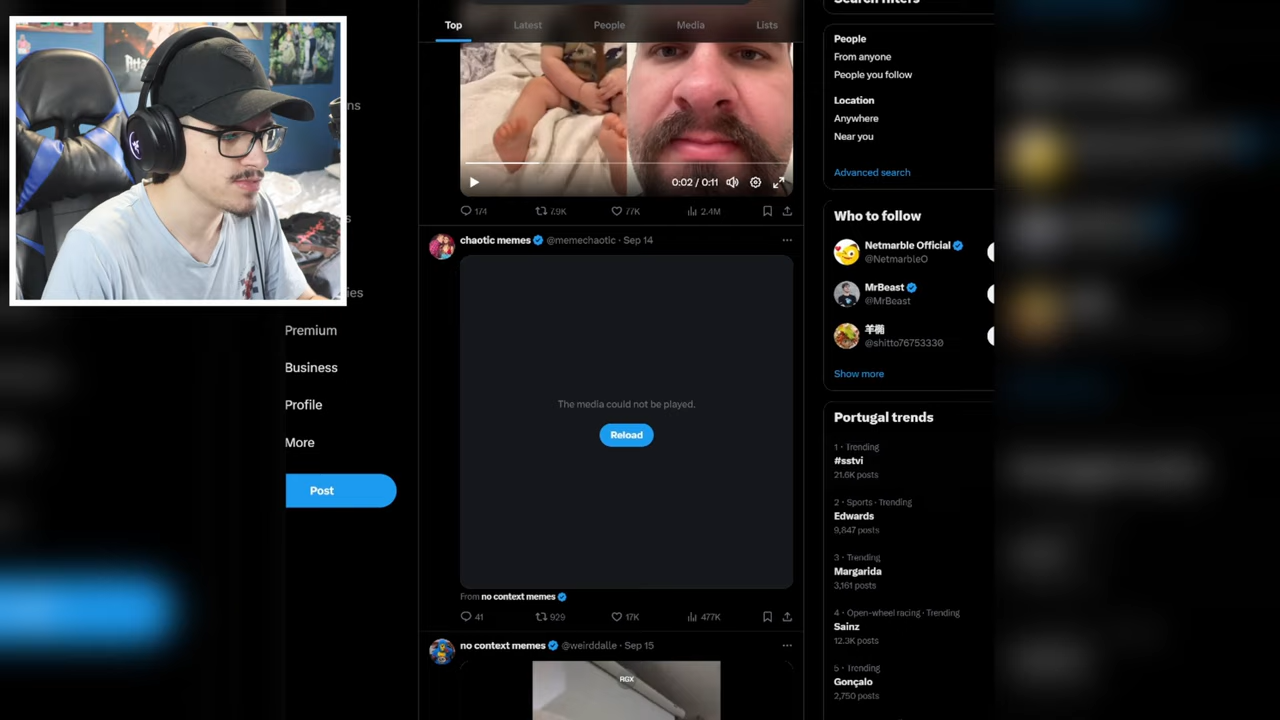 Top
Latest
People
Media
Lists
0:02 / 0:11
174
7.9K
77K
2.4M
chaotic memes @memechaotic · Sep 14
The media could not be played.
Reload
From no context memes
41
929
17K
477K
no context memes @weirddalle · Sep 15
RGX
Premium
Business
Profile
More
Post
Search filters
People
From anyone
People you follow
Location
Anywhere
Near you
Advanced search
Who to follow
Netmarble Official
@NetmarbleO
MrBeast
@MrBeast
@shitto76753330
Show more
Portugal trends
1 · Trending
#sstvi
21.6K posts
2 · Sports · Trending
Edwards
9,847 posts
3 · Trending
Margarida
3,161 posts
4 · Open-wheel racing · Trending
Sainz
12.3K posts
5 · Trending
Gonçalo
2,750 posts